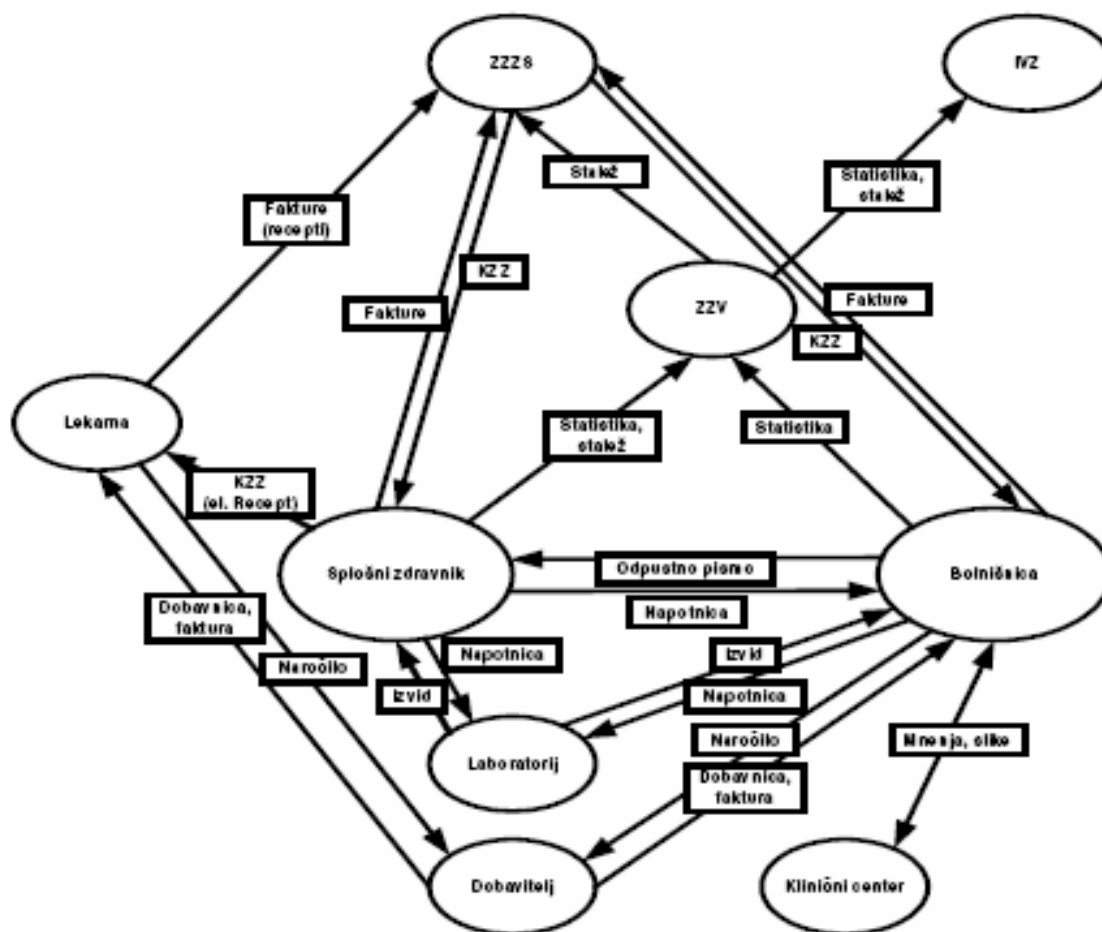 ZZZS
IVZ
Stalež
Statistika,
stalež
Fakture
(recepti)
KZZ
Fakture
ZZV
Fakture
KZZ
Lekarna
Statistika,
stalež
Statistika
KZZ
(el. Recept)
Splošni zdravnik
Odpustno pismo
Bolnišnica
Napotnica
Dobavnica,
faktura
Napotnica
Izvid
Naročilo
Izvid
Napotnica
Naročilo
Mnenja, slike
Laboratorij
Dobavnica,
faktura
Dobavitelj
Klinični center